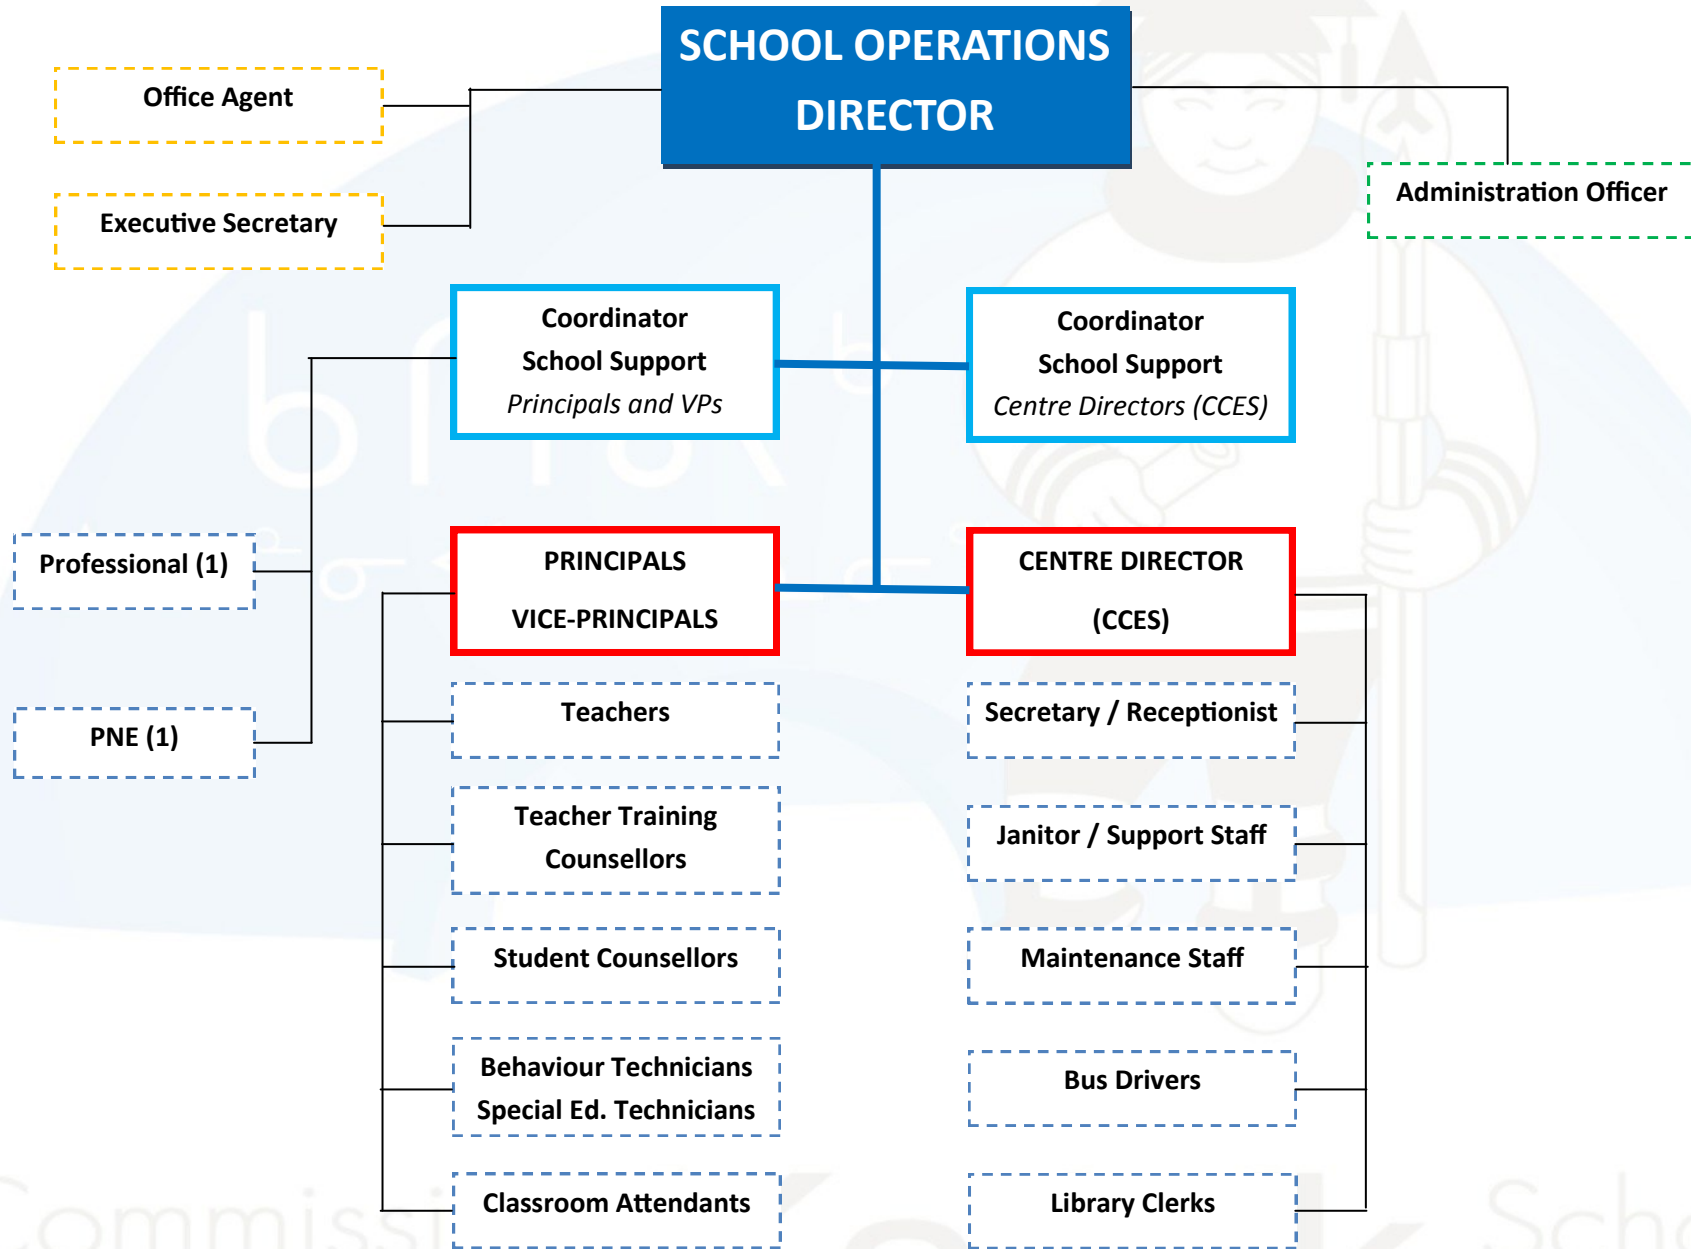 SCHOOL OPERATIONS
DIRECTOR
Office Agent
Executive Secretary
Administration Officer
Coordinator
School Support
Principals and VPs
Coordinator
School Support
Centre Directors (CCES)
Professional (1)
PNE (1)
PRINCIPALS
VICE-PRINCIPALS
CENTRE DIRECTOR
(CCES)
Teachers
Secretary / Receptionist
Teacher Training
Counsellors
Janitor / Support Staff
Student Counsellors
Maintenance Staff
Behaviour Technicians
Special Ed. Technicians
Bus Drivers
Classroom Attendants
Library Clerks